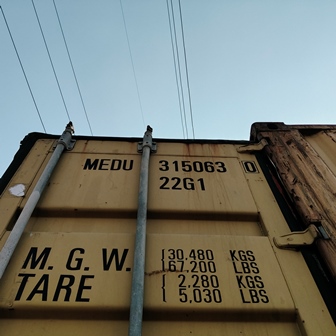 MEDU 315063 0
22G1
M. G. W. 30.480 KGS
67.200 LBS
TARE 2,280 KGS
5,030 LBS